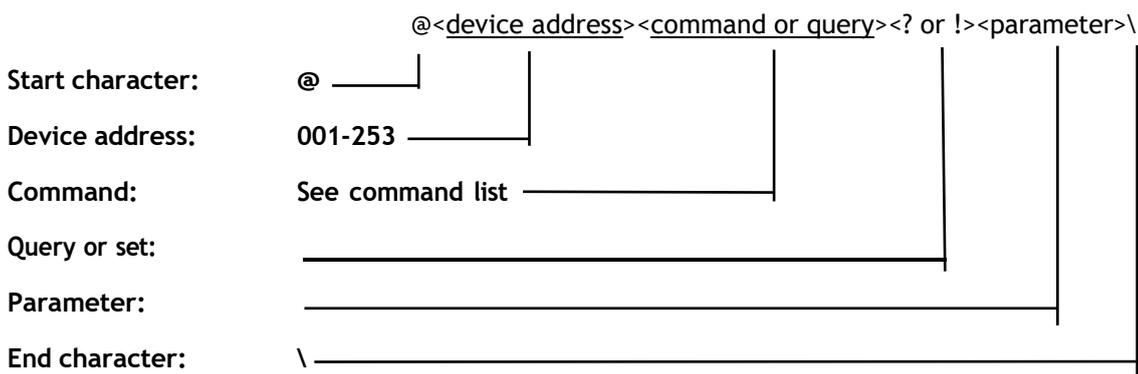 @<device address><command or query><? or !><parameter>\
Start character: @
Device address: 001-253
Command: See command list
Query or set:
Parameter:
End character: \